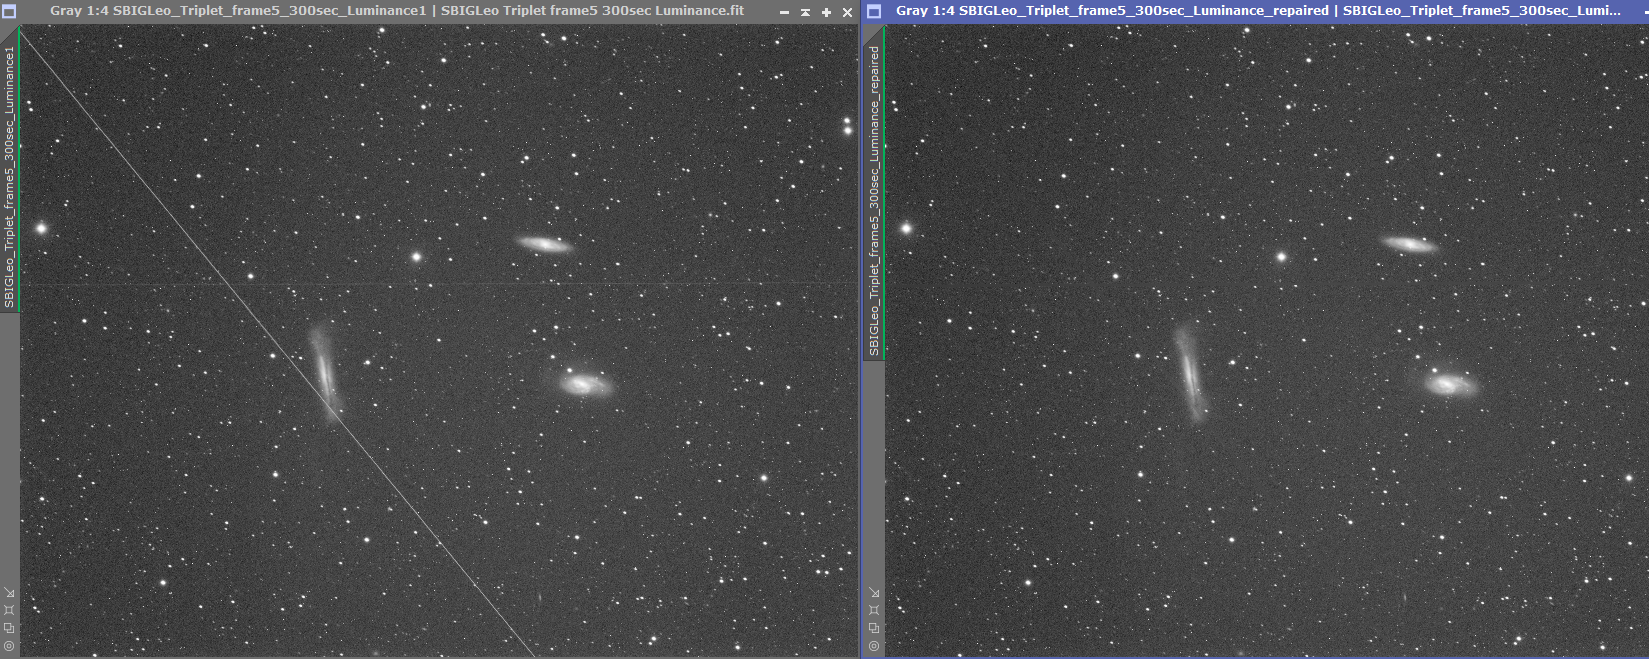 Gray 1:4 SBIGLeo_Triplet_frame5_300sec_Luminance1 | SBIGLeo Triplet frame5 300sec Luminance.fit
SBIGLeo_Triplet_frame5_300sec_Luminance1
Gray 1:4 SBIGLeo_Triplet_frame5_300sec_Luminance_repaired | SBIGLeo_Triplet_frame5_300sec_Lumi...
SBIGLeo_Triplet_frame5_300sec_Luminance_repaired